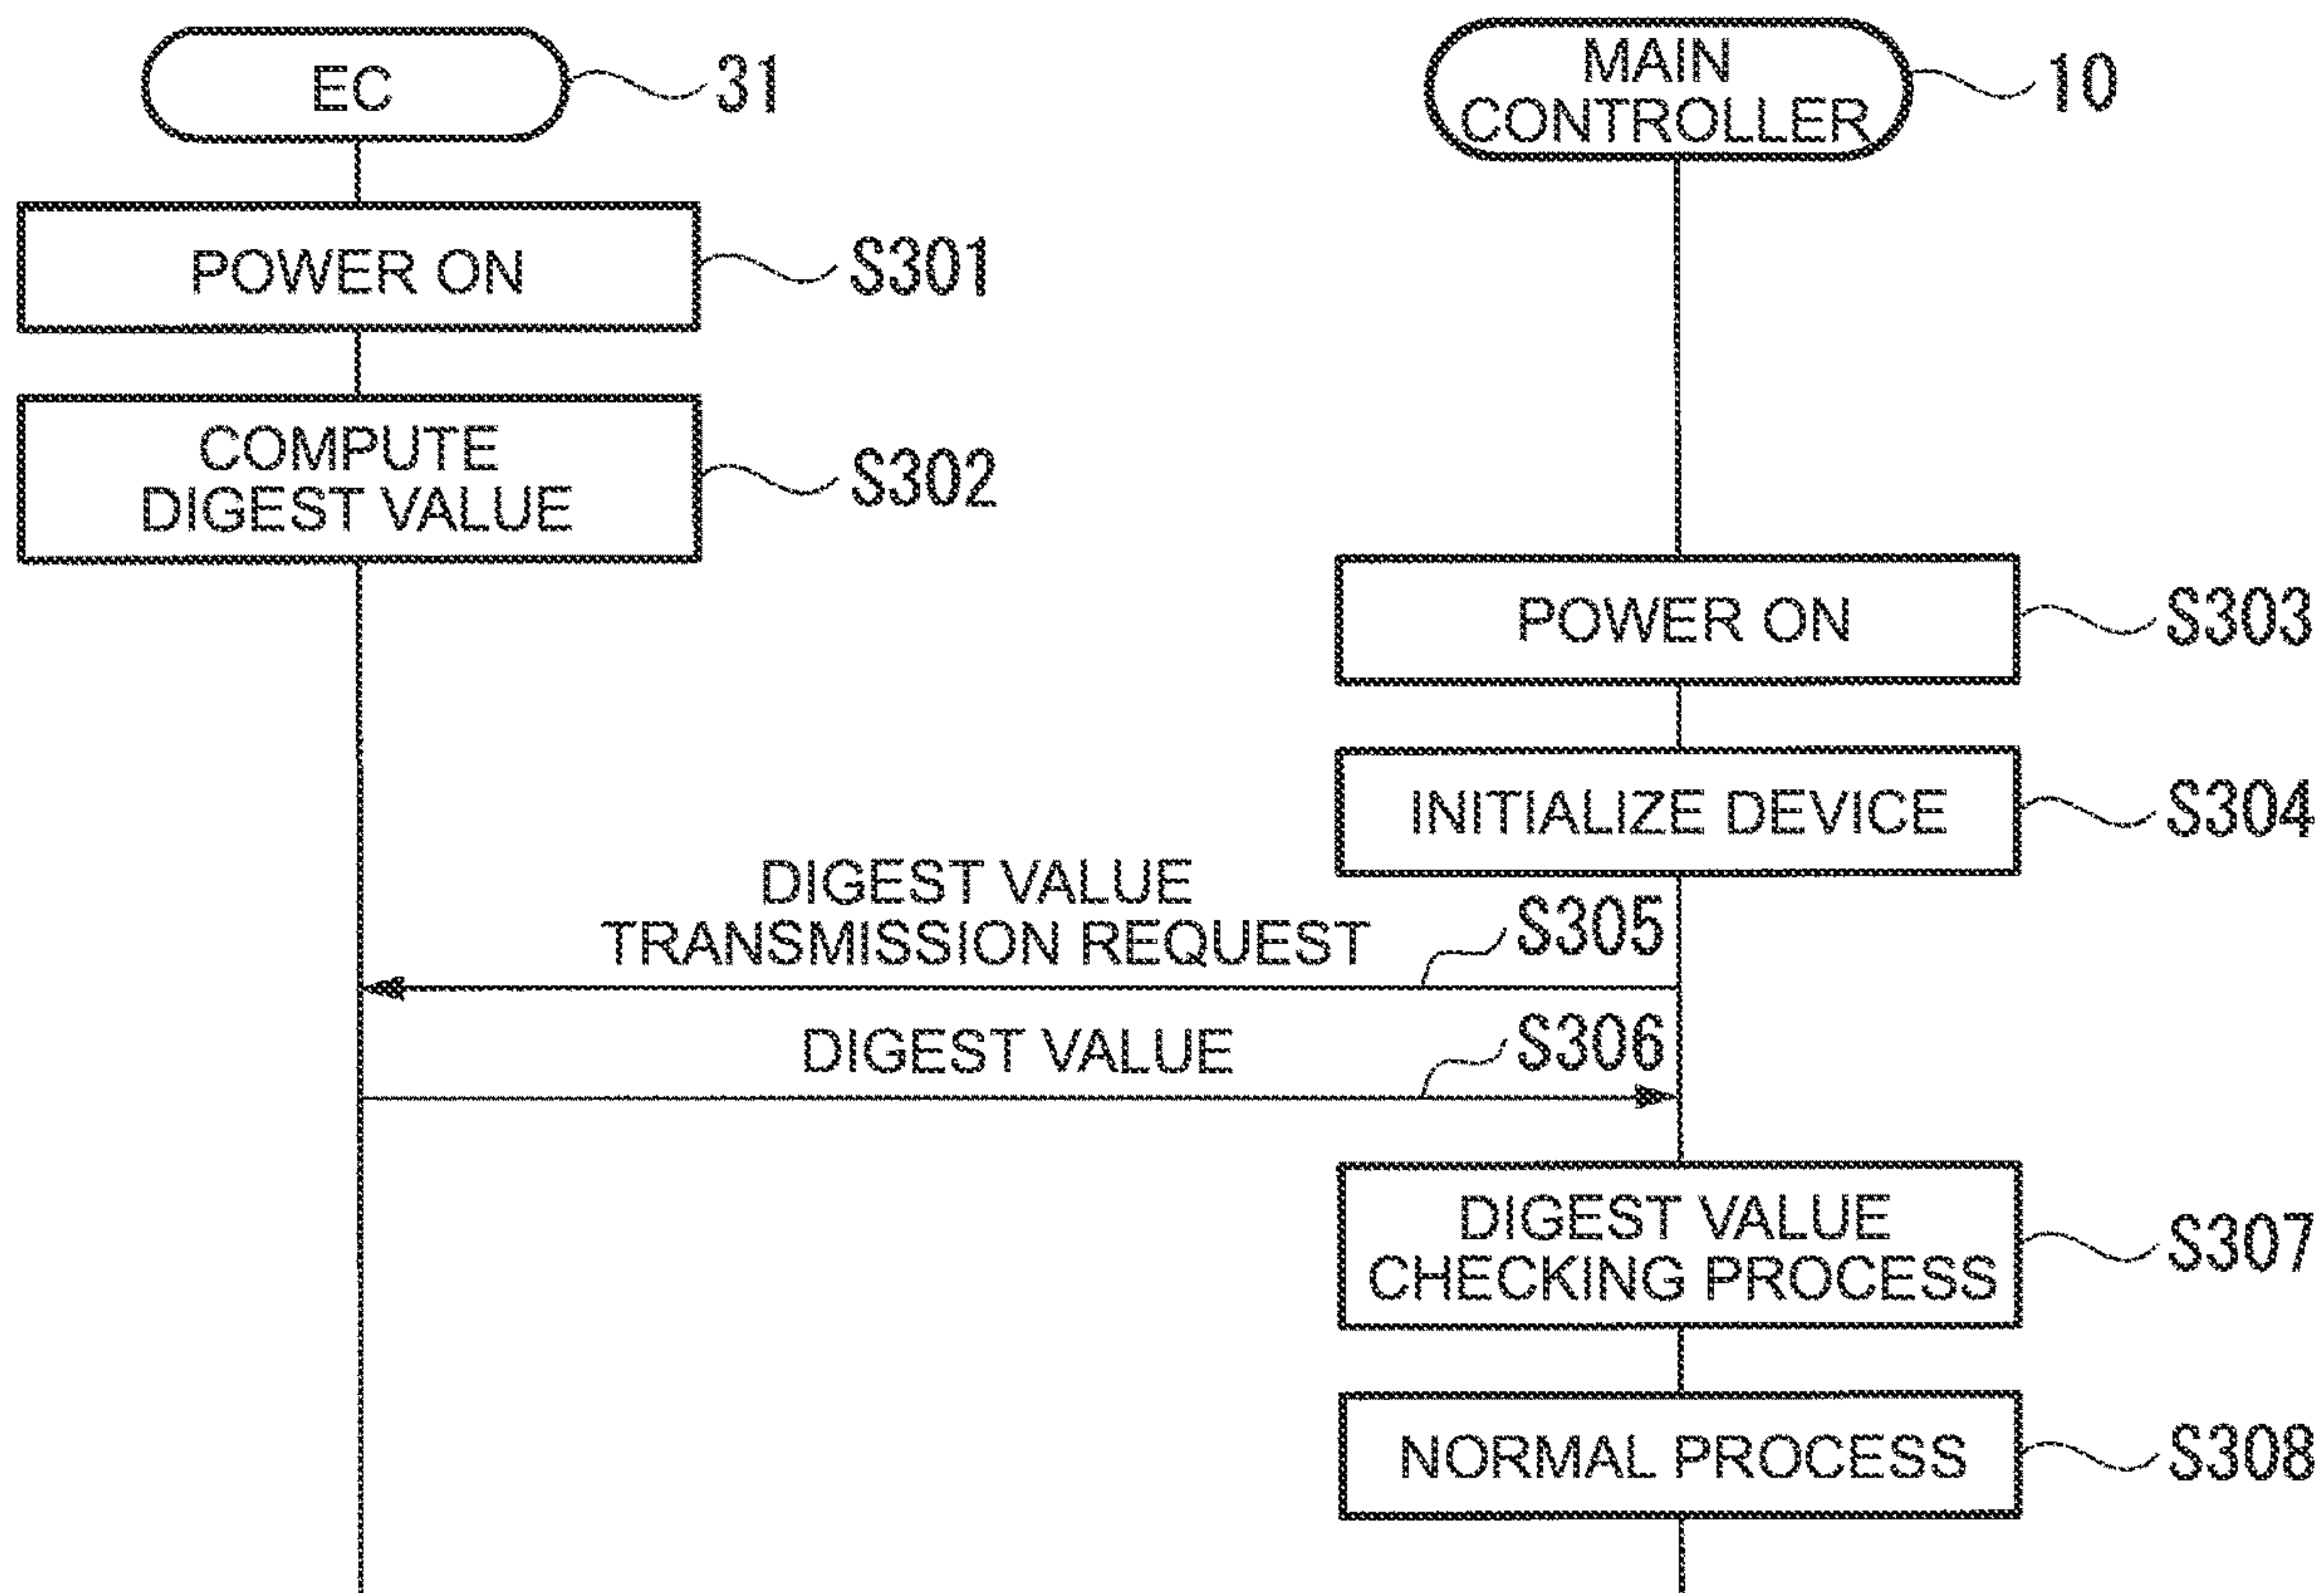 EC
31
MAIN
CONTROLLER
10
POWER ON
S301
COMPUTE
DIGEST VALUE
S302
POWER ON
S303
INITIALIZE DEVICE
S304
DIGEST VALUE
TRANSMISSION REQUEST
S305
DIGEST VALUE
S306
DIGEST VALUE
CHECKING PROCESS
S307
NORMAL PROCESS
S308